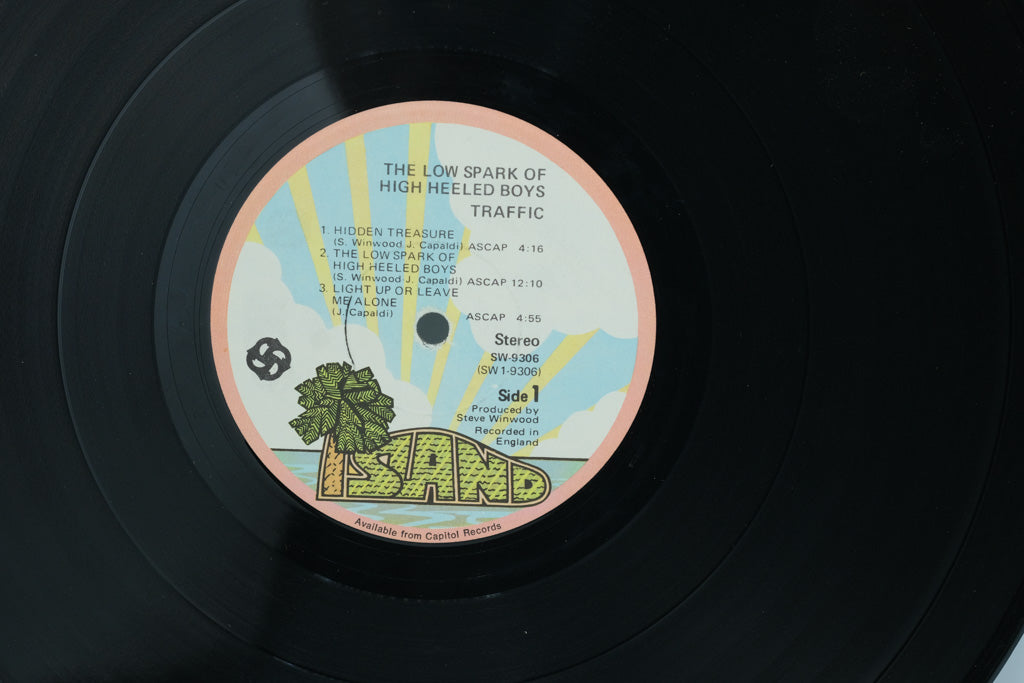 THE LOW SPARK OF
HIGH HEELED BOYS
TRAFFIC
1. HIDDEN TREASURE
(S. Winwood-J. Capaldi) ASCAP 4:16
2. THE LOW SPARK OF
HIGH HEELED BOYS
(S. Winwood-J. Capaldi) ASCAP 12:10
3. LIGHT UP OR LEAVE
ME ALONE
(J. Capaldi) ASCAP 4:55
Stereo
SW-9306
(SW1-9306)
Side 1
Produced by
Steve Winwood
Recorded in
England
ISLAND
Available from Capitol Records